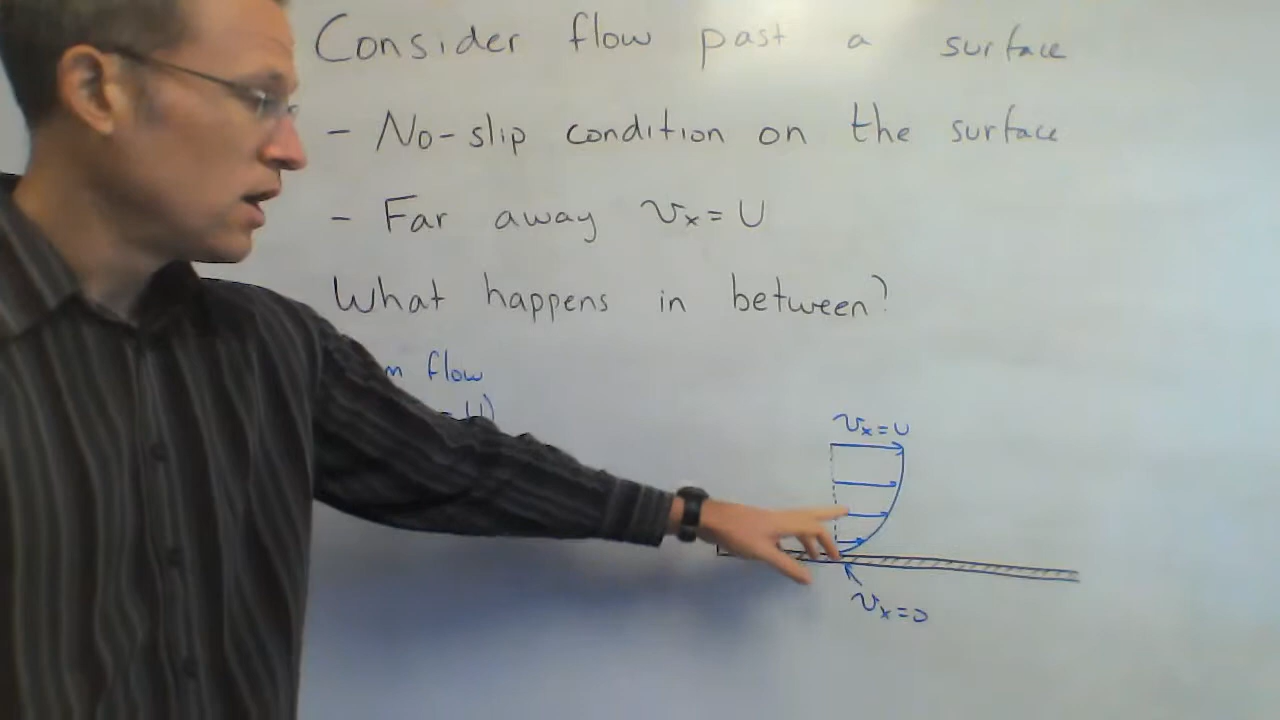 Consider flow past a surface
- No-slip condition on the surface
- Far away vₓ = U
What happens in between?
flow
vₓ=U
vₓ=0